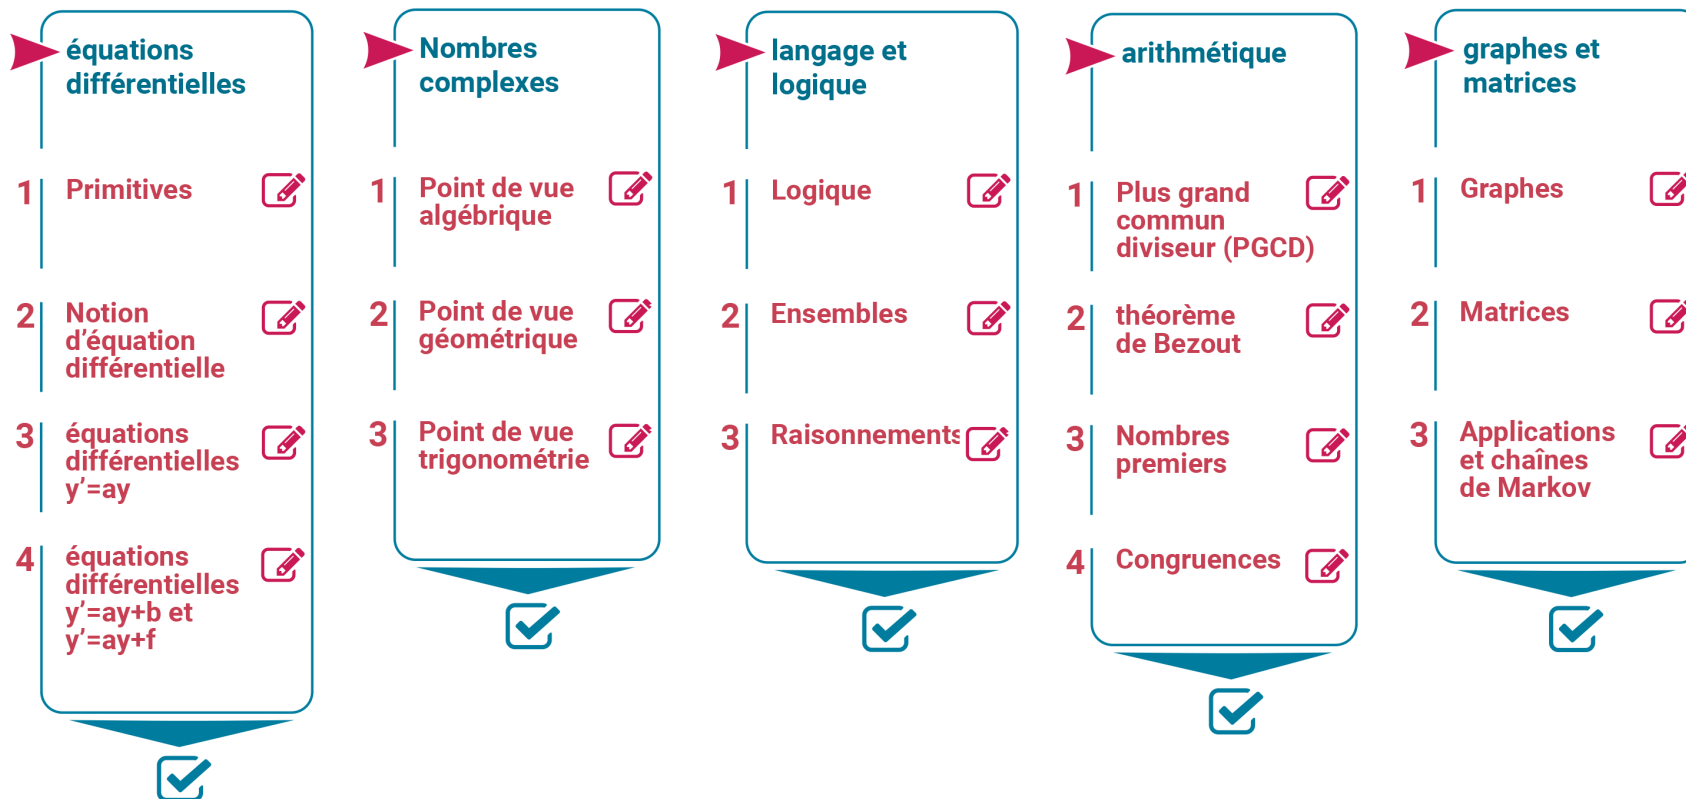 équations
différentielles
1 Primitives
2 Notion
d’équation
différentielle
3 équations
différentielles
y’=ay
4 équations
différentielles
y’=ay+b et
y’=ay+f
Nombres
complexes
1 Point de vue
algébrique
2 Point de vue
géométrique
3 Point de vue
trigonométrie
langage et
logique
1 Logique
2 Ensembles
3 Raisonnements
arithmétique
1 Plus grand
commun
diviseur (PGCD)
2 théorème
de Bezout
3 Nombres
premiers
4 Congruences
graphes et
matrices
1 Graphes
2 Matrices
3 Applications
et chaînes
de Markov